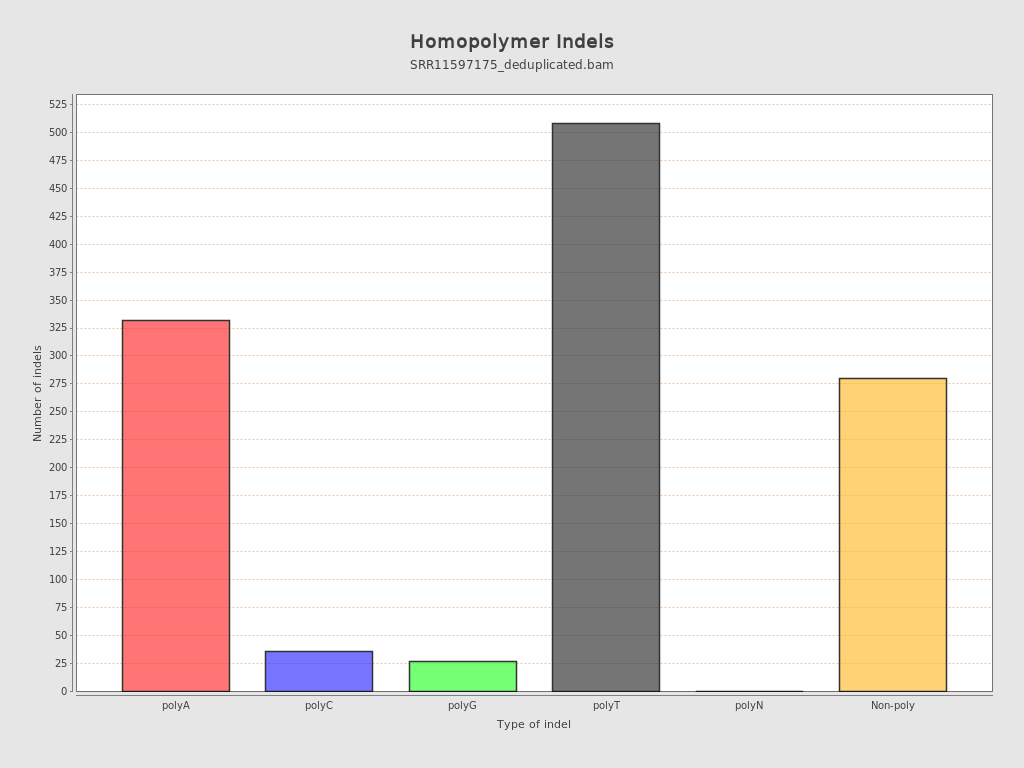 Homopolymer Indels
SRR11597175_deduplicated.bam
525
500
475
450
425
400
375
350
325
300
275
250
225
200
175
150
125
100
75
50
25
0
Number of indels
polyA
polyC
polyG
polyT
polyN
Non-poly
Type of indel